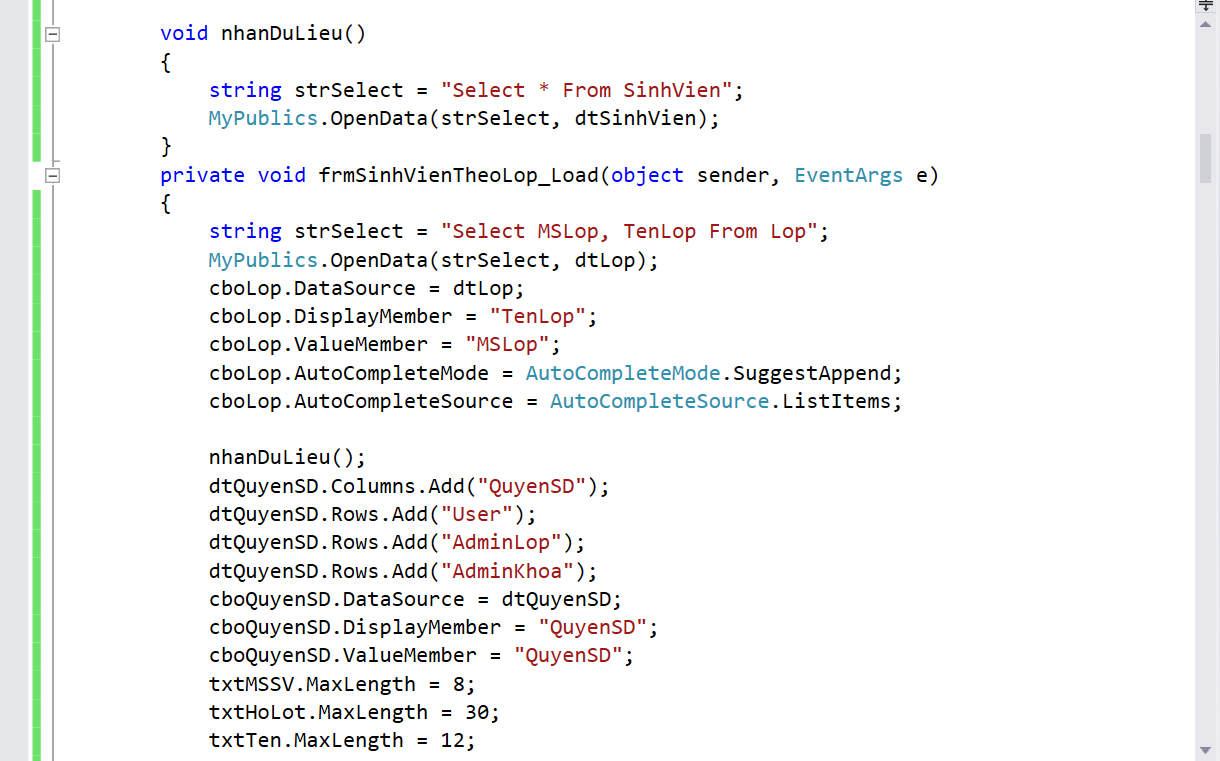 void nhanDuLieu()
{
string strSelect = "Select * From SinhVien";
MyPublics.OpenData(strSelect, dtSinhVien);
}
private void frmSinhVienTheoLop_Load(object sender, EventArgs e)
{
string strSelect = "Select MSLop, TenLop From Lop";
MyPublics.OpenData(strSelect, dtLop);
cboLop.DataSource = dtLop;
cboLop.DisplayMember = "TenLop";
cboLop.ValueMember = "MSLop";
cboLop.AutoCompleteMode = AutoCompleteMode.SuggestAppend;
cboLop.AutoCompleteSource = AutoCompleteSource.ListItems;
nhanDuLieu();
dtQuyenSD.Columns.Add("QuyenSD");
dtQuyenSD.Rows.Add("User");
dtQuyenSD.Rows.Add("AdminLop");
dtQuyenSD.Rows.Add("AdminKhoa");
cboQuyenSD.DataSource = dtQuyenSD;
cboQuyenSD.DisplayMember = "QuyenSD";
cboQuyenSD.ValueMember = "QuyenSD";
txtMSSV.MaxLength = 8;
txtHoLot.MaxLength = 30;
txtTen.MaxLength = 12;